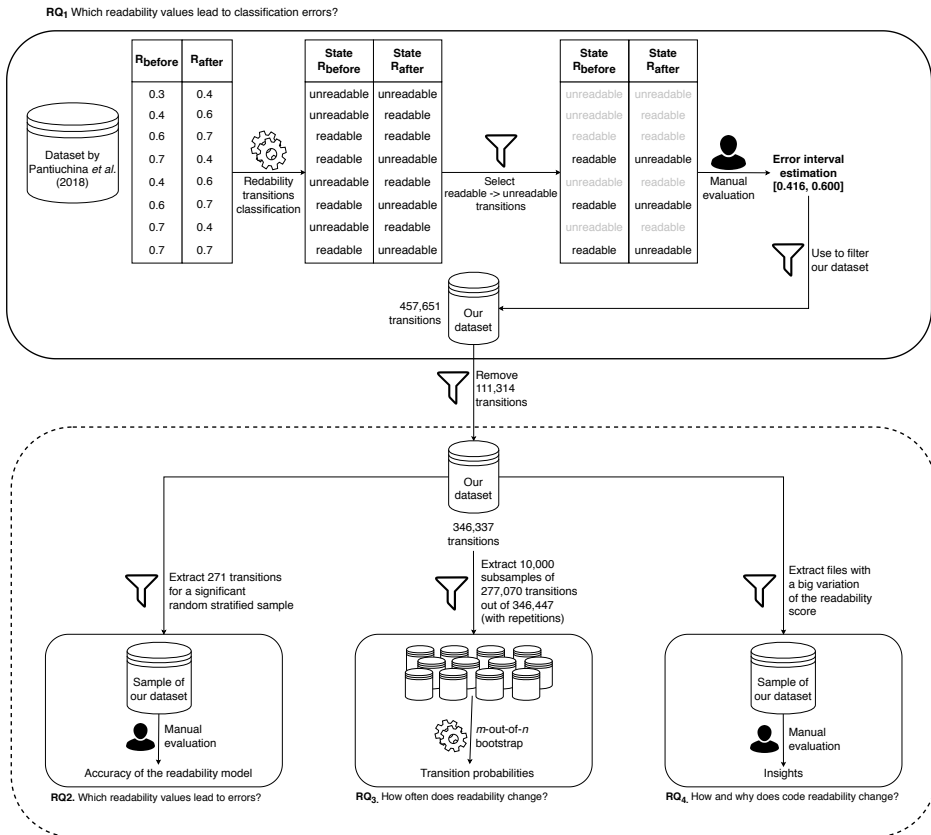 RQ1 Which readability values lead to classification errors?
Dataset by
Pantiuchina et al.
(2018)
Rbefore Rafter
0.3 0.4
0.4 0.6
0.6 0.7
0.7 0.4
0.4 0.6
0.6 0.7
0.7 0.4
0.7 0.7
Redability
transitions
classification
State State
Rbefore Rafter
unreadable unreadable
unreadable readable
readable readable
readable unreadable
unreadable readable
readable unreadable
unreadable readable
readable unreadable
Select
readable -> unreadable
transitions
State State
Rbefore Rafter
unreadable unreadable
unreadable readable
readable readable
readable unreadable
unreadable readable
readable unreadable
unreadable readable
readable unreadable
Manual
evaluation
Error interval
estimation
[0.416, 0.600]
Use to filter
our dataset
457,651
transitions
Our
dataset
Remove
111,314
transitions
Our
dataset
346,337
transitions
Extract 271 transitions
for a significant
random stratified sample
Sample of
our dataset
Manual
evaluation
Accuracy of the readability model
RQ2. Which readability values lead to errors?
Extract 10,000
subsamples of
277,070 transitions
out of 346,447
(with repetitions)
m-out-of-n
bootstrap
Transition probabilities
RQ3. How often does readability change?
Extract files with
a big variation
of the readability
score
Sample of
our dataset
Manual
evaluation
Insights
RQ4. How and why does code readability change?